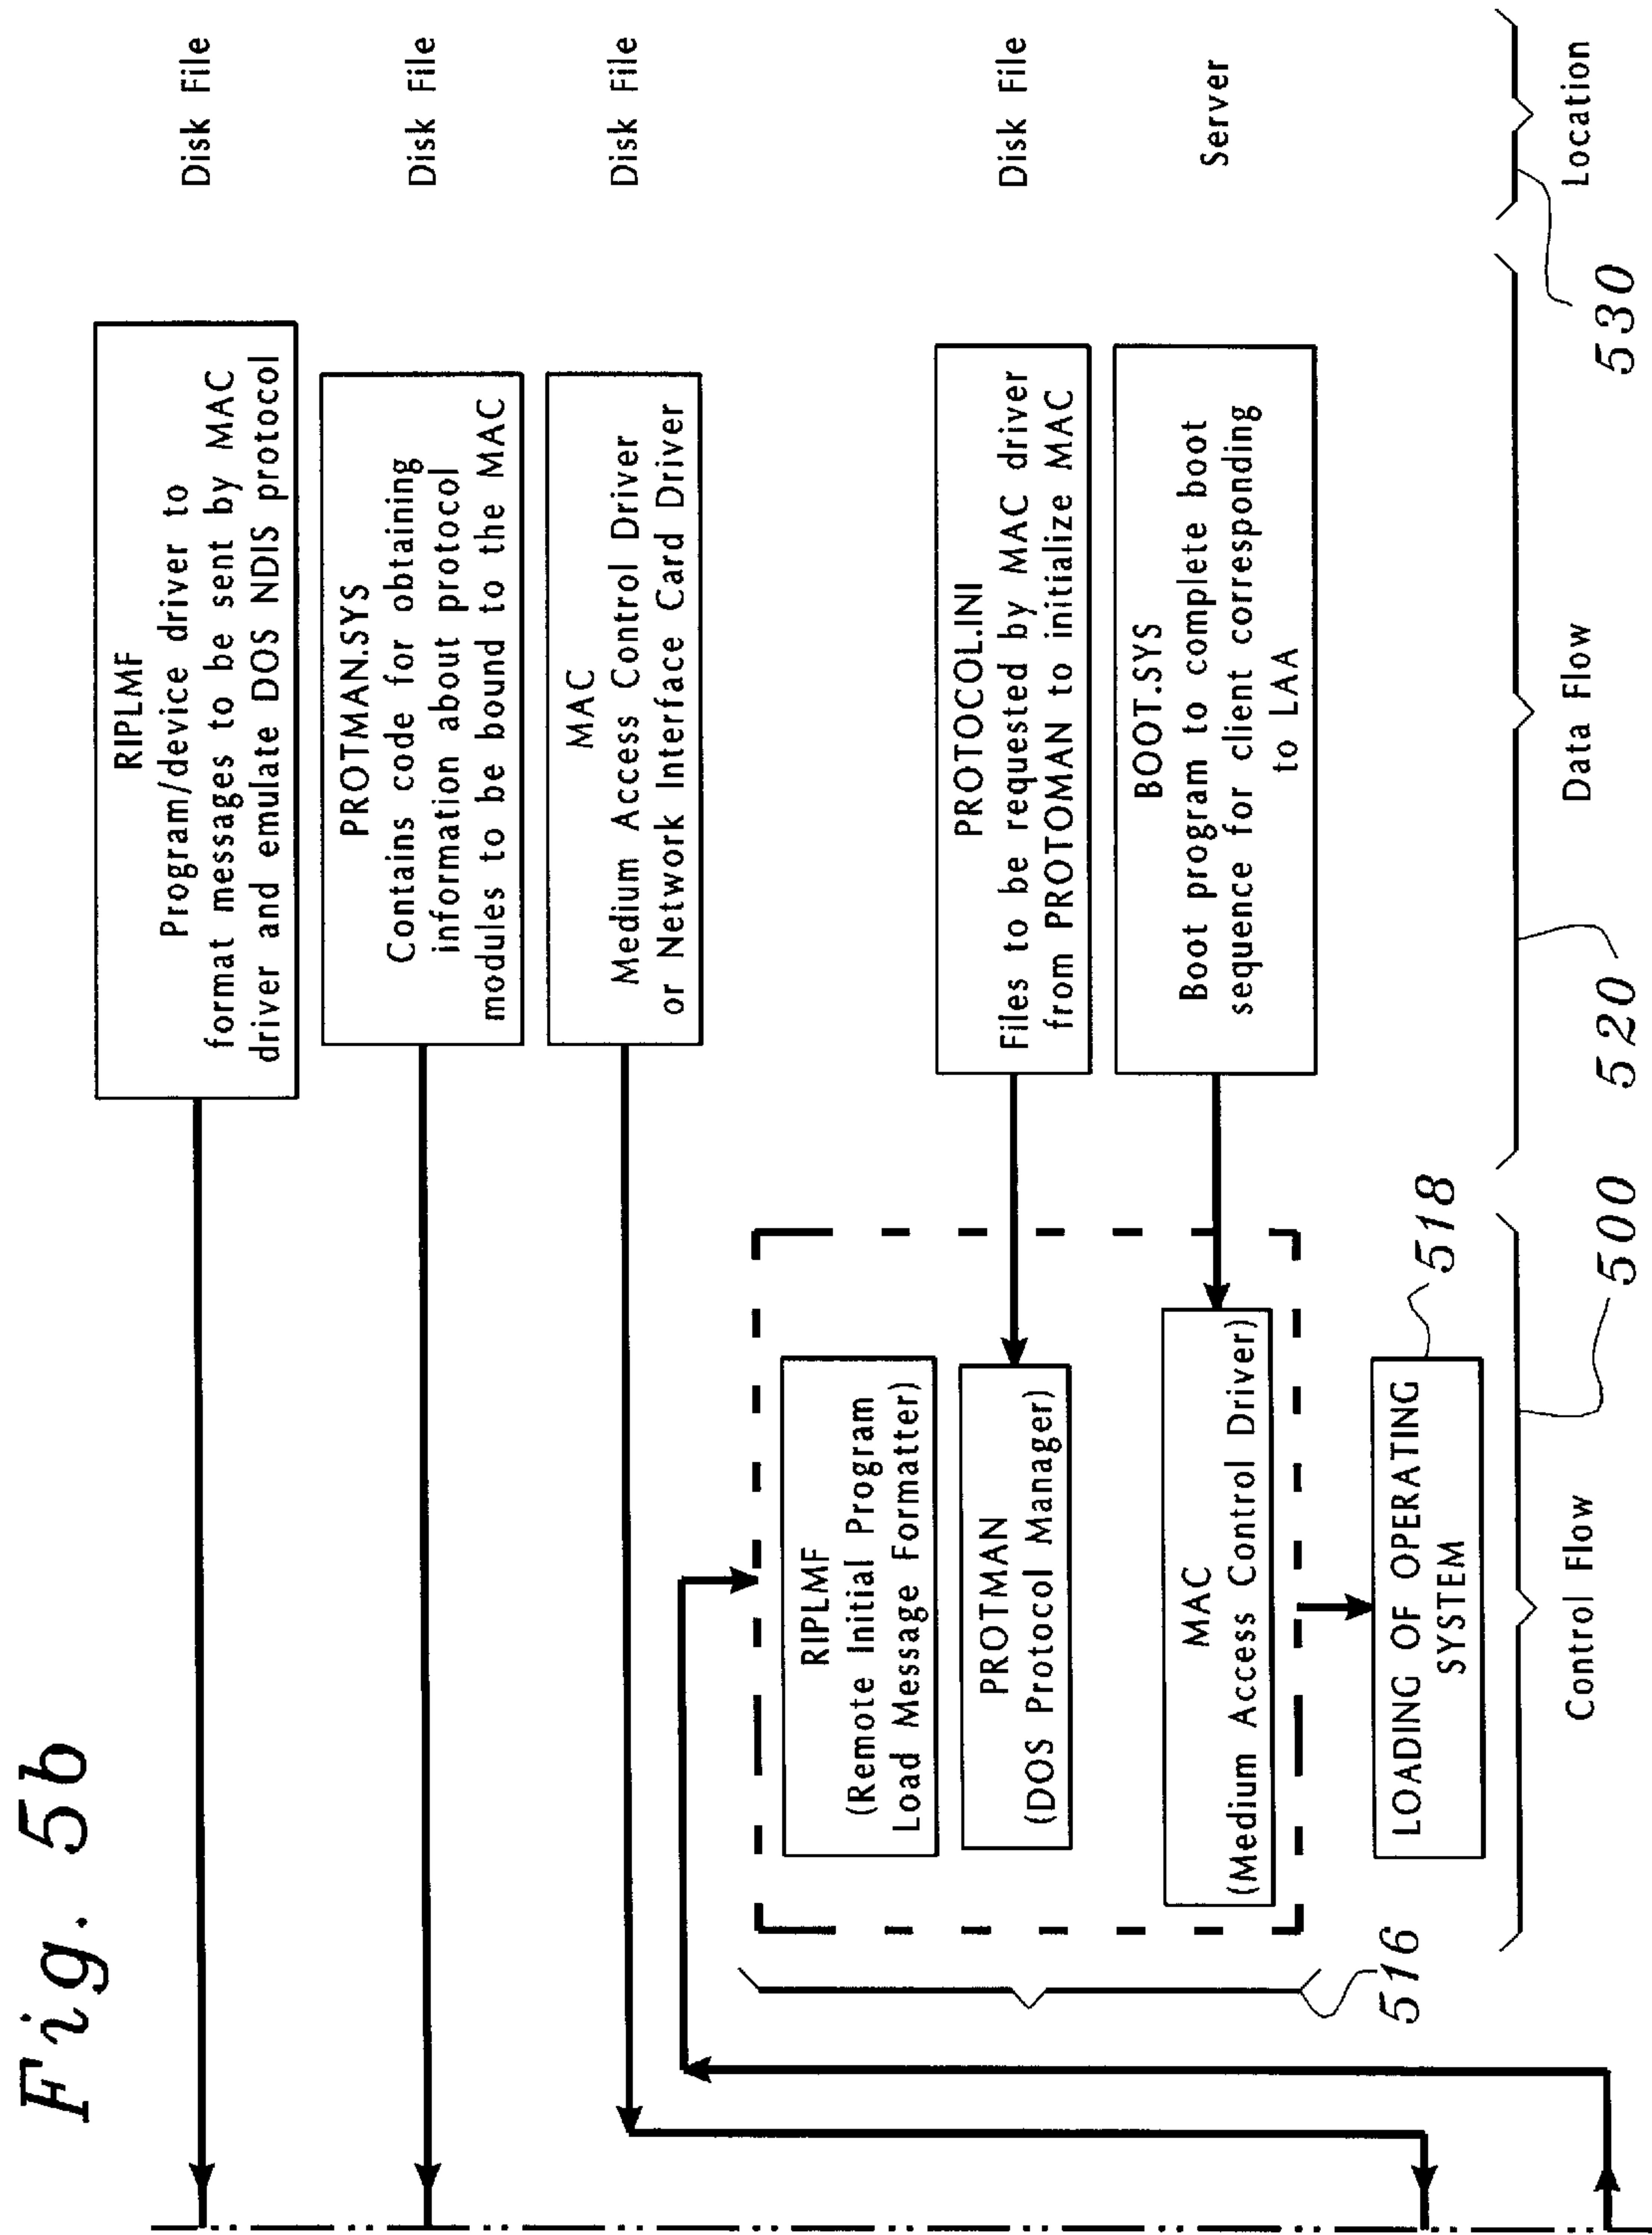 Fig. 5b
RIPLMF
Program/device driver to
format messages to be sent by MAC
driver and emulate DOS NDIS protocol
Disk File
PROTMAN.SYS
Contains code for obtaining
information about protocol
modules to be bound to the MAC
Disk File
MAC
Medium Access Control Driver
or Network Interface Card Driver
Disk File
RIPLMF
(Remote Initial Program
Load Message Formatter)
PROTMAN
(DOS Protocol Manager)
PROTOCOL.INI
Files to be requested by MAC driver
from PROTOMAN to initialize MAC
Disk File
MAC
(Medium Access Control Driver)
BOOT.SYS
Boot program to complete boot
sequence for client corresponding
to LAA
Server
516
LOADING OF OPERATING
SYSTEM
518
Control Flow
500
Data Flow
520
Location
530